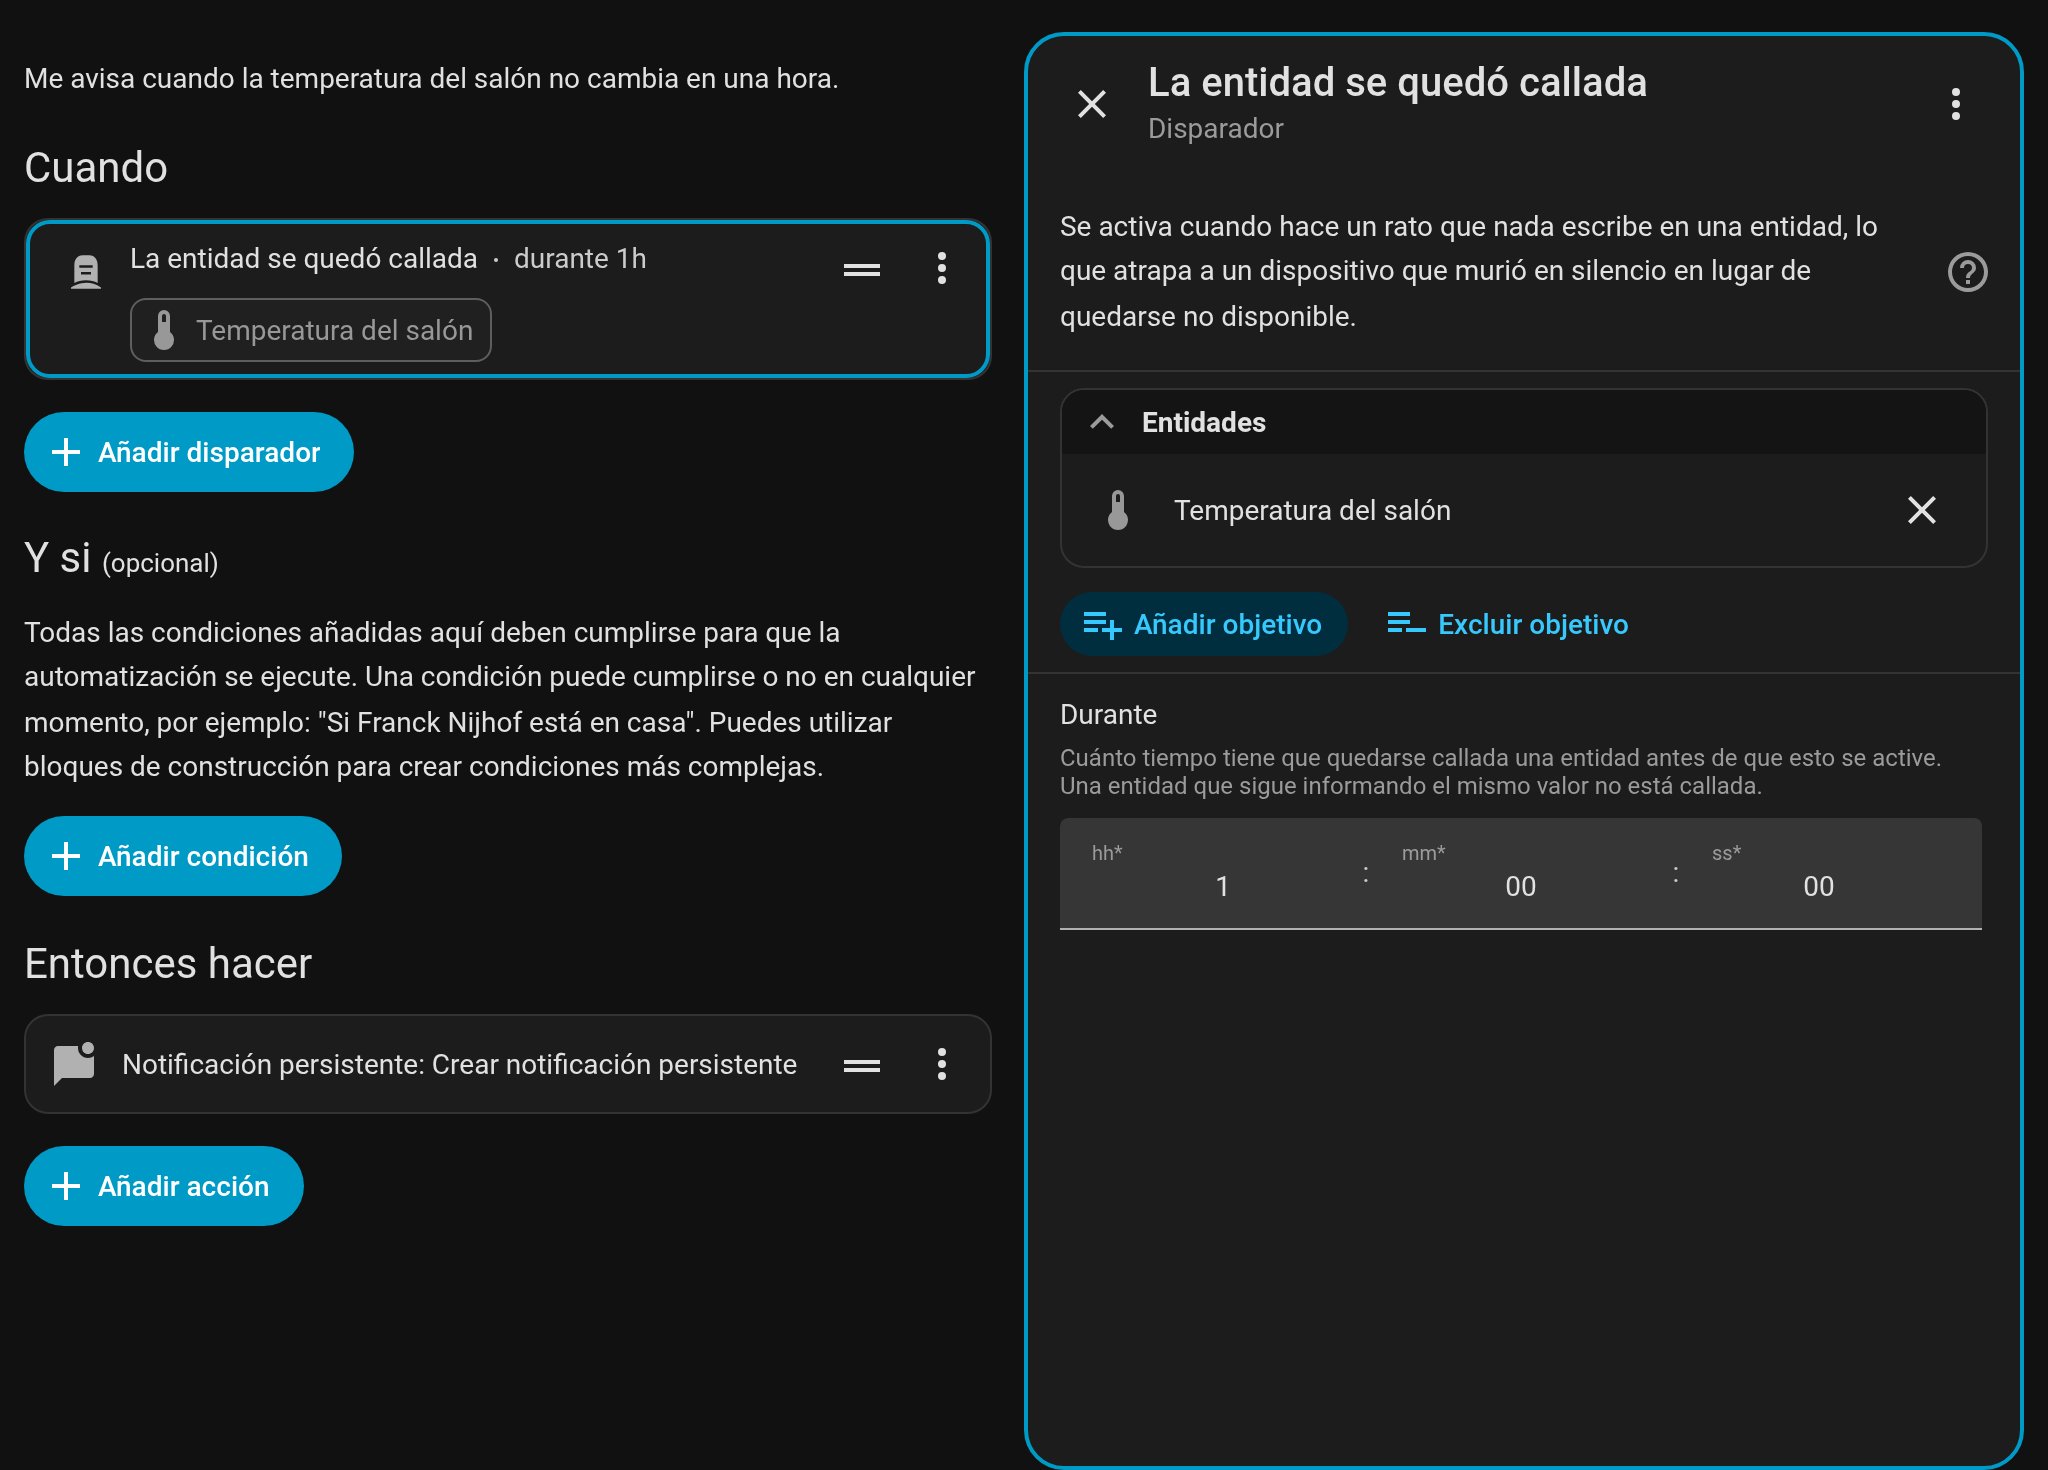 Me avisa cuando la temperatura del salón no cambia en una hora.
Cuando
La entidad se quedó callada · durante 1h
Temperatura del salón
Añadir disparador
Y si (opcional)
Todas las condiciones añadidas aquí deben cumplirse para que la
automatización se ejecute. Una condición puede cumplirse o no en cualquier
momento, por ejemplo: "Si Franck Nijhof está en casa". Puedes utilizar
bloques de construcción para crear condiciones más complejas.
Añadir condición
Entonces hacer
Notificación persistente: Crear notificación persistente
Añadir acción
La entidad se quedó callada
Disparador
Se activa cuando hace un rato que nada escribe en una entidad, lo
que atrapa a un dispositivo que murió en silencio en lugar de
quedarse no disponible.
Entidades
Temperatura del salón
Añadir objetivo Excluir objetivo
Durante
Cuánto tiempo tiene que quedarse callada una entidad antes de que esto se active.
Una entidad que sigue informando el mismo valor no está callada.
hh* mm* ss*
1 : 00 : 00